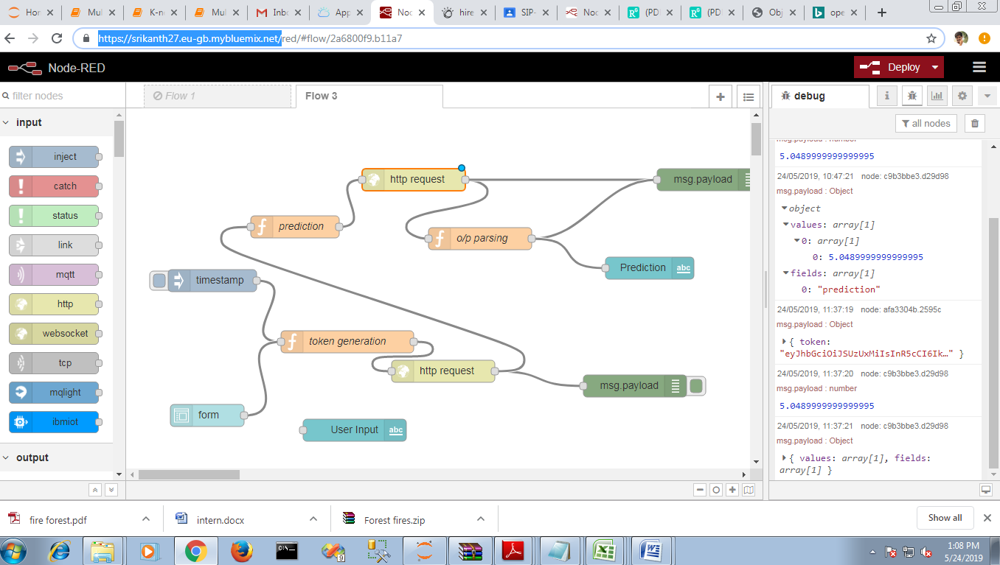 Hor
Mul
K-ne
Mul
Inbo
App
Noc
hire
SIP-
Noc
(PD
(PD
Obj
ope
https://srikanth27.eu-gb.mybluemix.net/red/#flow/2a6800f9.b11a7
Node-RED
Deploy
filter nodes
Flow 1
Flow 3
debug
all nodes
input
inject
catch
status
link
mqtt
http
websocket
tcp
mqlight
ibmiot
output
http request
msg.payload
prediction
o/p parsing
Prediction
abc
timestamp
token generation
http request
msg.payload
form
User Input
abc
msg.payload : number
5.0489999999999995
24/05/2019, 10:47:21 node: c9b3bbe3.d29d98
msg.payload : Object
object
values: array[1]
0: array[1]
0: 5.0489999999999995
fields: array[1]
0: "prediction"
24/05/2019, 11:37:19 node: afa3304b.2595c
msg.payload : Object
{ token:
"eyJhbGciOiJSUzUxMiIsInR5cCI6Ik…" }
24/05/2019, 11:37:20 node: c9b3bbe3.d29d98
msg.payload : number
5.0489999999999995
24/05/2019, 11:37:21 node: c9b3bbe3.d29d98
msg.payload : Object
{ values: array[1], fields:
array[1] }
fire forest.pdf
intern.docx
Forest fires.zip
Show all
1:08 PM
5/24/2019